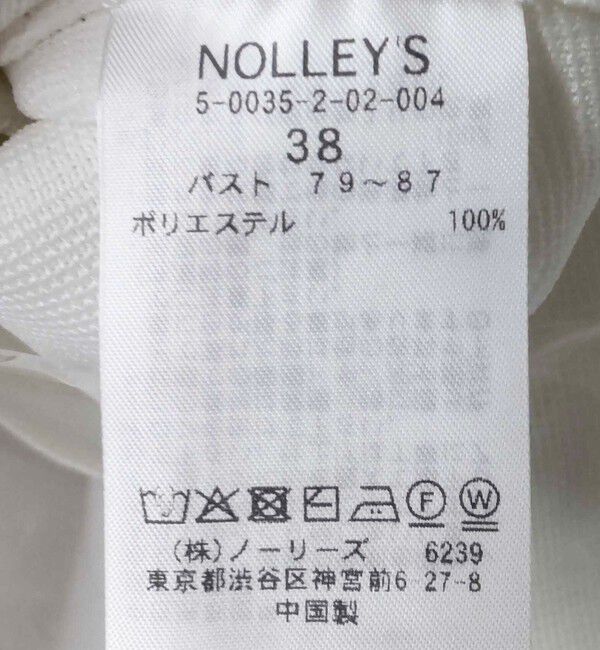 NOLLEY'S
5-0035-2-02-004
38
バスト 79～87
ポリエステル 100%
F W
(株)ノーリーズ 6239
東京都渋谷区神宮前6 27-8
中国製